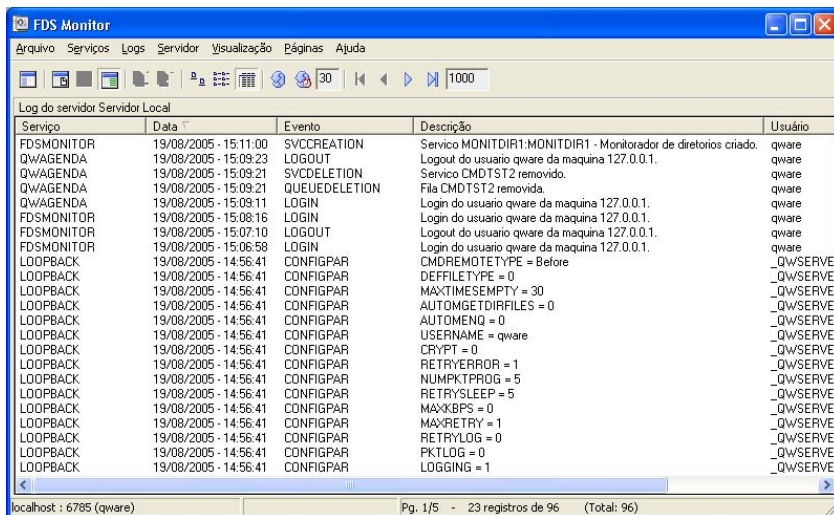 FDS Monitor
Arquivo Serviços Logs Servidor Visualização Páginas Ajuda
30 1000
Log do servidor Servidor Local
Serviço Data Evento Descrição Usuário
FDSMONITOR 19/08/2005 - 15:11:00 SVCCREATION Servico MONITDIR1:MONITDIR1 - Monitorador de diretorios criado. qware
QWAGENDA 19/08/2005 - 15:09:23 LOGOUT Logout do usuario qware da maquina 127.0.0.1. qware
QWAGENDA 19/08/2005 - 15:09:21 SVCDELETION Servico CMDTST2 removido. qware
QWAGENDA 19/08/2005 - 15:09:21 QUEUEDELETION Fila CMDTST2 removida. qware
QWAGENDA 19/08/2005 - 15:09:11 LOGIN Login do usuario qware da maquina 127.0.0.1. qware
FDSMONITOR 19/08/2005 - 15:08:16 LOGIN Login do usuario qware da maquina 127.0.0.1. qware
FDSMONITOR 19/08/2005 - 15:07:10 LOGOUT Logout do usuario qware da maquina 127.0.0.1. qware
FDSMONITOR 19/08/2005 - 15:06:58 LOGIN Login do usuario qware da maquina 127.0.0.1. qware
LOOPBACK 19/08/2005 - 14:56:41 CONFIGPAR CMDREMOTETYPE = Before _QWSERVE
LOOPBACK 19/08/2005 - 14:56:41 CONFIGPAR DEFFILETYPE = 0 _QWSERVE
LOOPBACK 19/08/2005 - 14:56:41 CONFIGPAR MAXTIMESEMPTY = 30 _QWSERVE
LOOPBACK 19/08/2005 - 14:56:41 CONFIGPAR AUTOMGETDIRFILES = 0 _QWSERVE
LOOPBACK 19/08/2005 - 14:56:41 CONFIGPAR AUTOMENQ = 0 _QWSERVE
LOOPBACK 19/08/2005 - 14:56:41 CONFIGPAR USERNAME = qware _QWSERVE
LOOPBACK 19/08/2005 - 14:56:41 CONFIGPAR CRYPT = 0 _QWSERVE
LOOPBACK 19/08/2005 - 14:56:41 CONFIGPAR RETRYERROR = 1 _QWSERVE
LOOPBACK 19/08/2005 - 14:56:41 CONFIGPAR NUMPKTPROG = 5 _QWSERVE
LOOPBACK 19/08/2005 - 14:56:41 CONFIGPAR RETRYSLEEP = 5 _QWSERVE
LOOPBACK 19/08/2005 - 14:56:41 CONFIGPAR MAXKBPS = 0 _QWSERVE
LOOPBACK 19/08/2005 - 14:56:41 CONFIGPAR MAXRETRY = 1 _QWSERVE
LOOPBACK 19/08/2005 - 14:56:41 CONFIGPAR RETRYLOG = 0 _QWSERVE
LOOPBACK 19/08/2005 - 14:56:41 CONFIGPAR PKTLOG = 0 _QWSERVE
LOOPBACK 19/08/2005 - 14:56:41 CONFIGPAR LOGGING = 1 _QWSERVE
localhost : 6785 (qware) Pg. 1/5 - 23 registros de 96 (Total: 96)